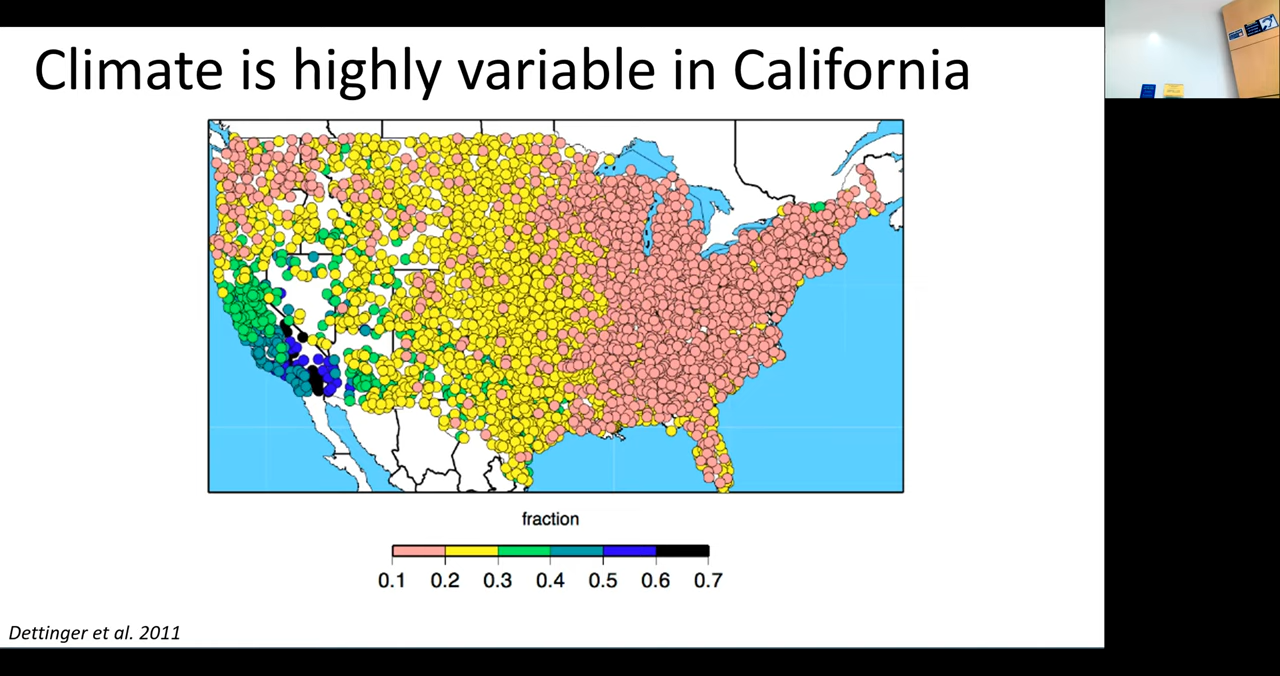 Climate is highly variable in California
fraction
0.1 0.2 0.3 0.4 0.5 0.6 0.7
Dettinger et al. 2011